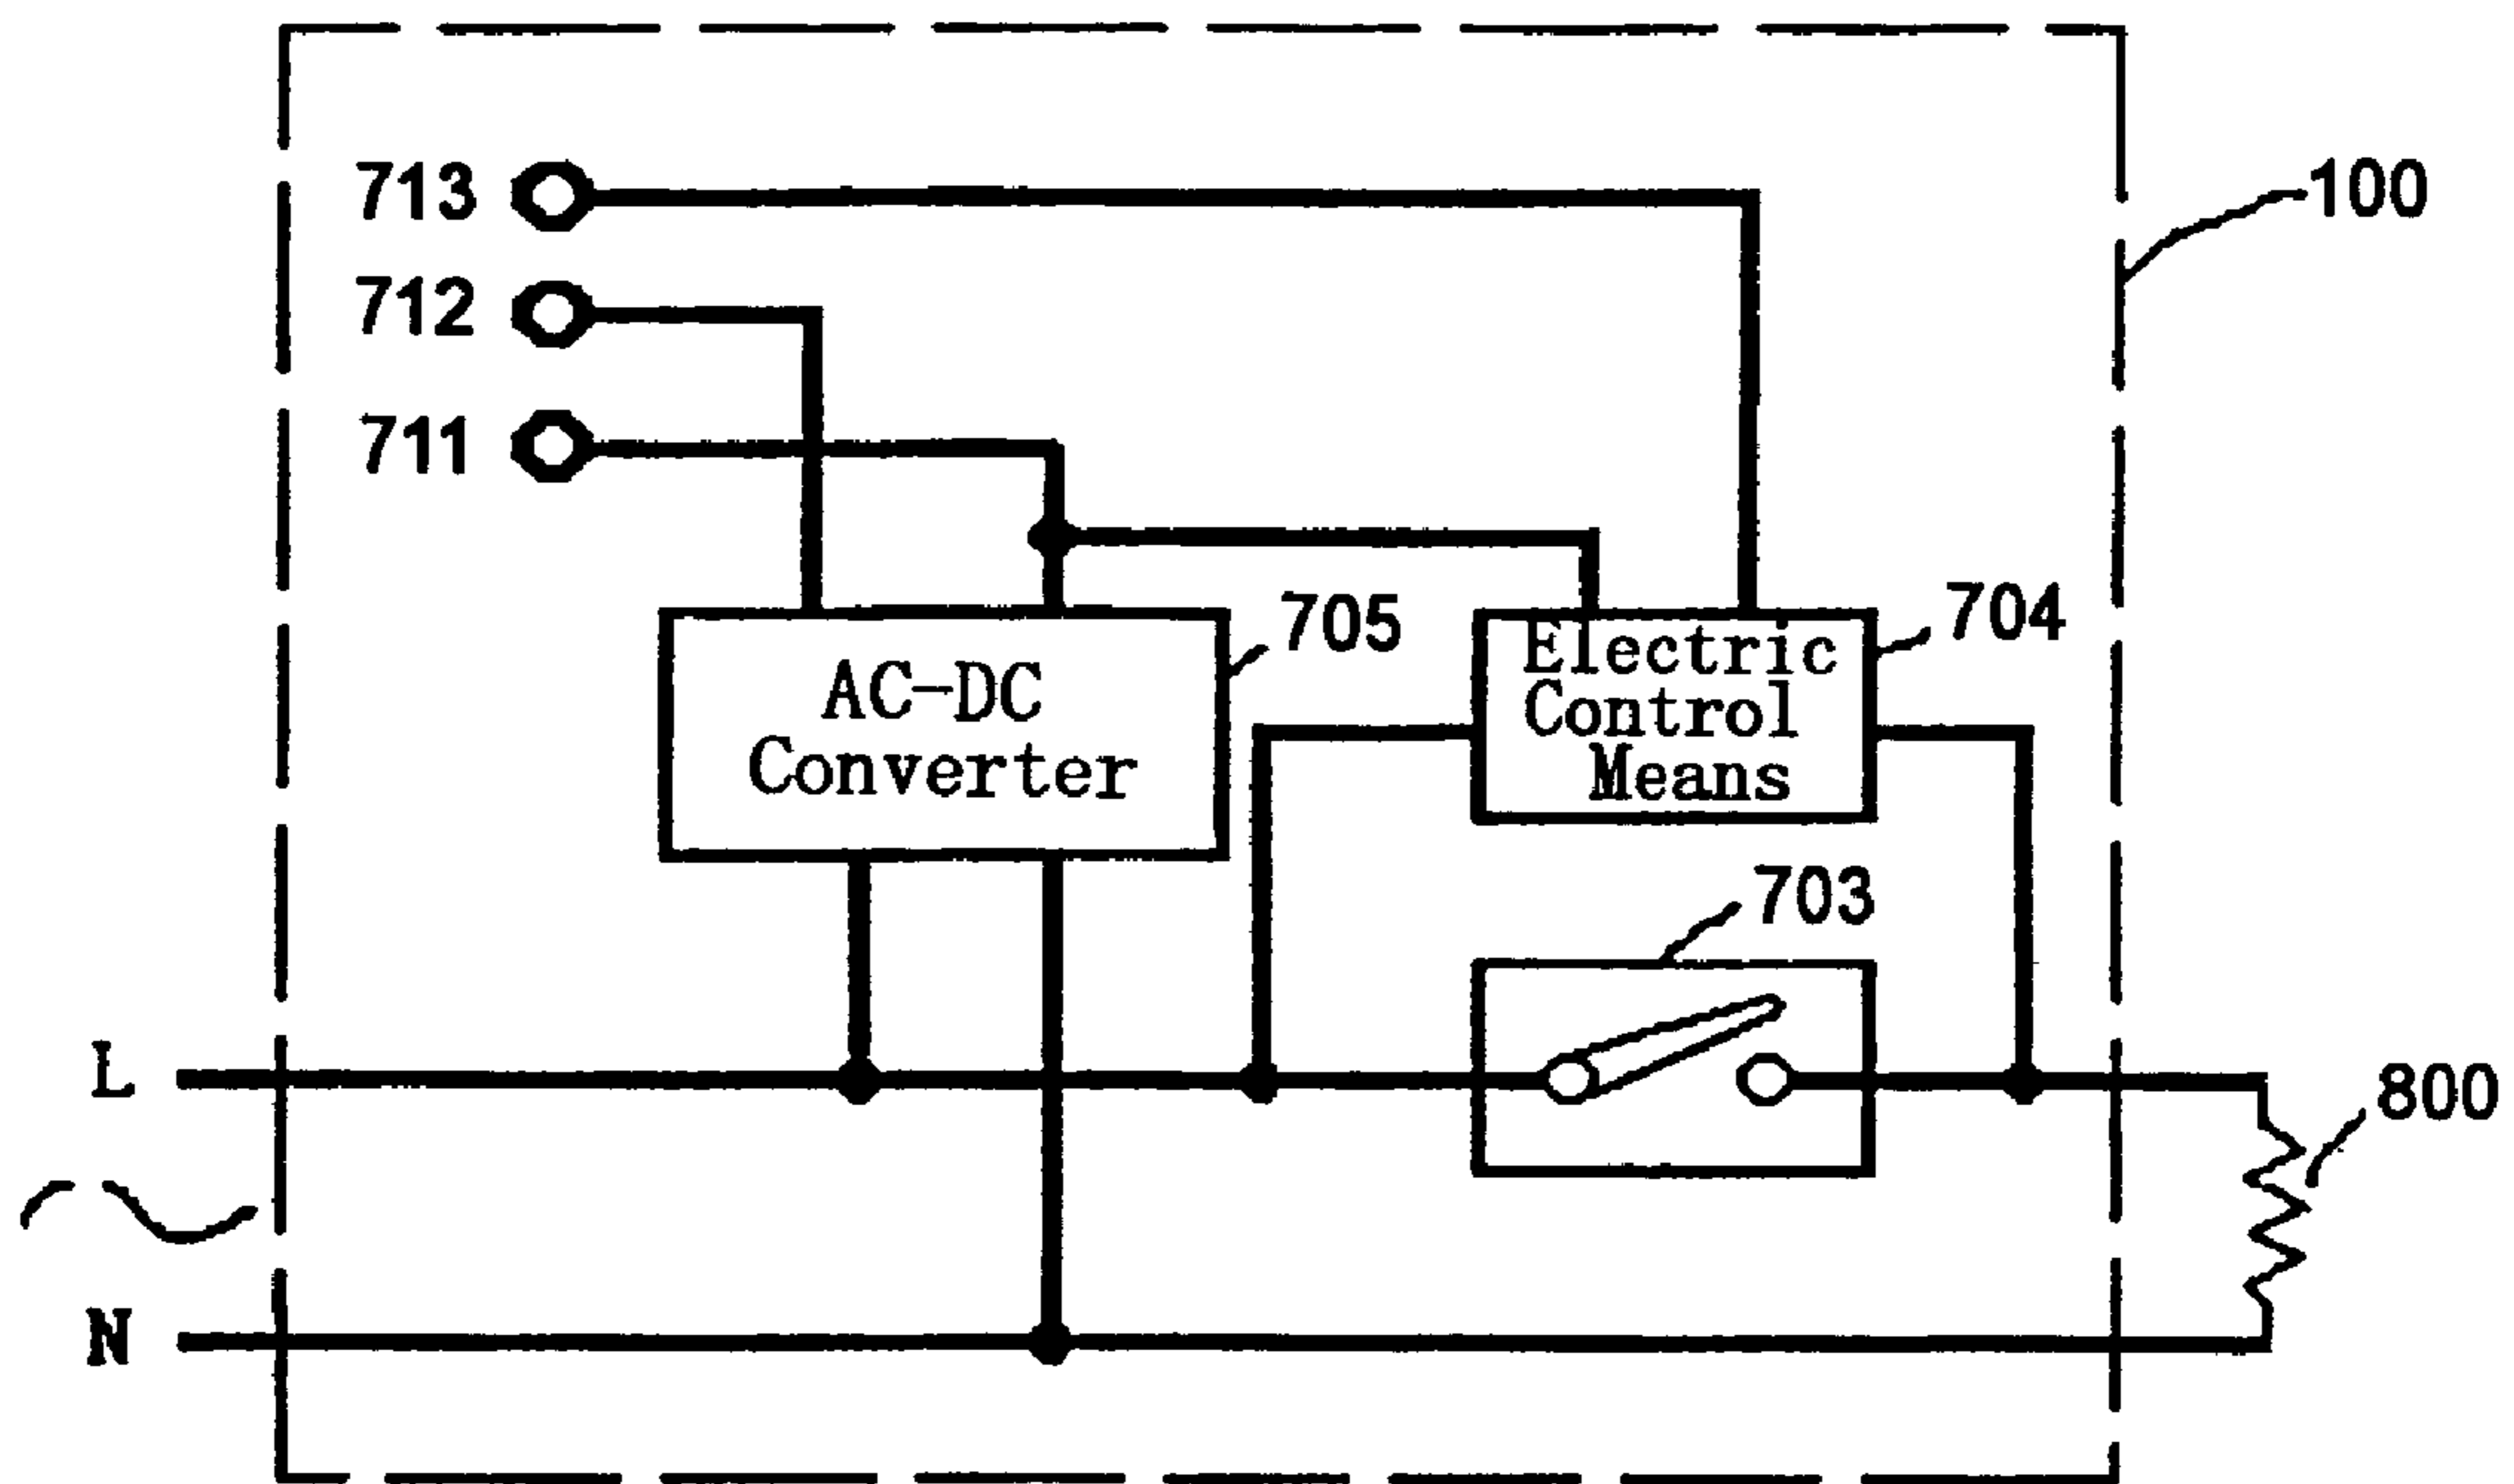 713
100
712
711
705
704
AC-DC
Converter
Electric
Control
Means
703
L
800
N